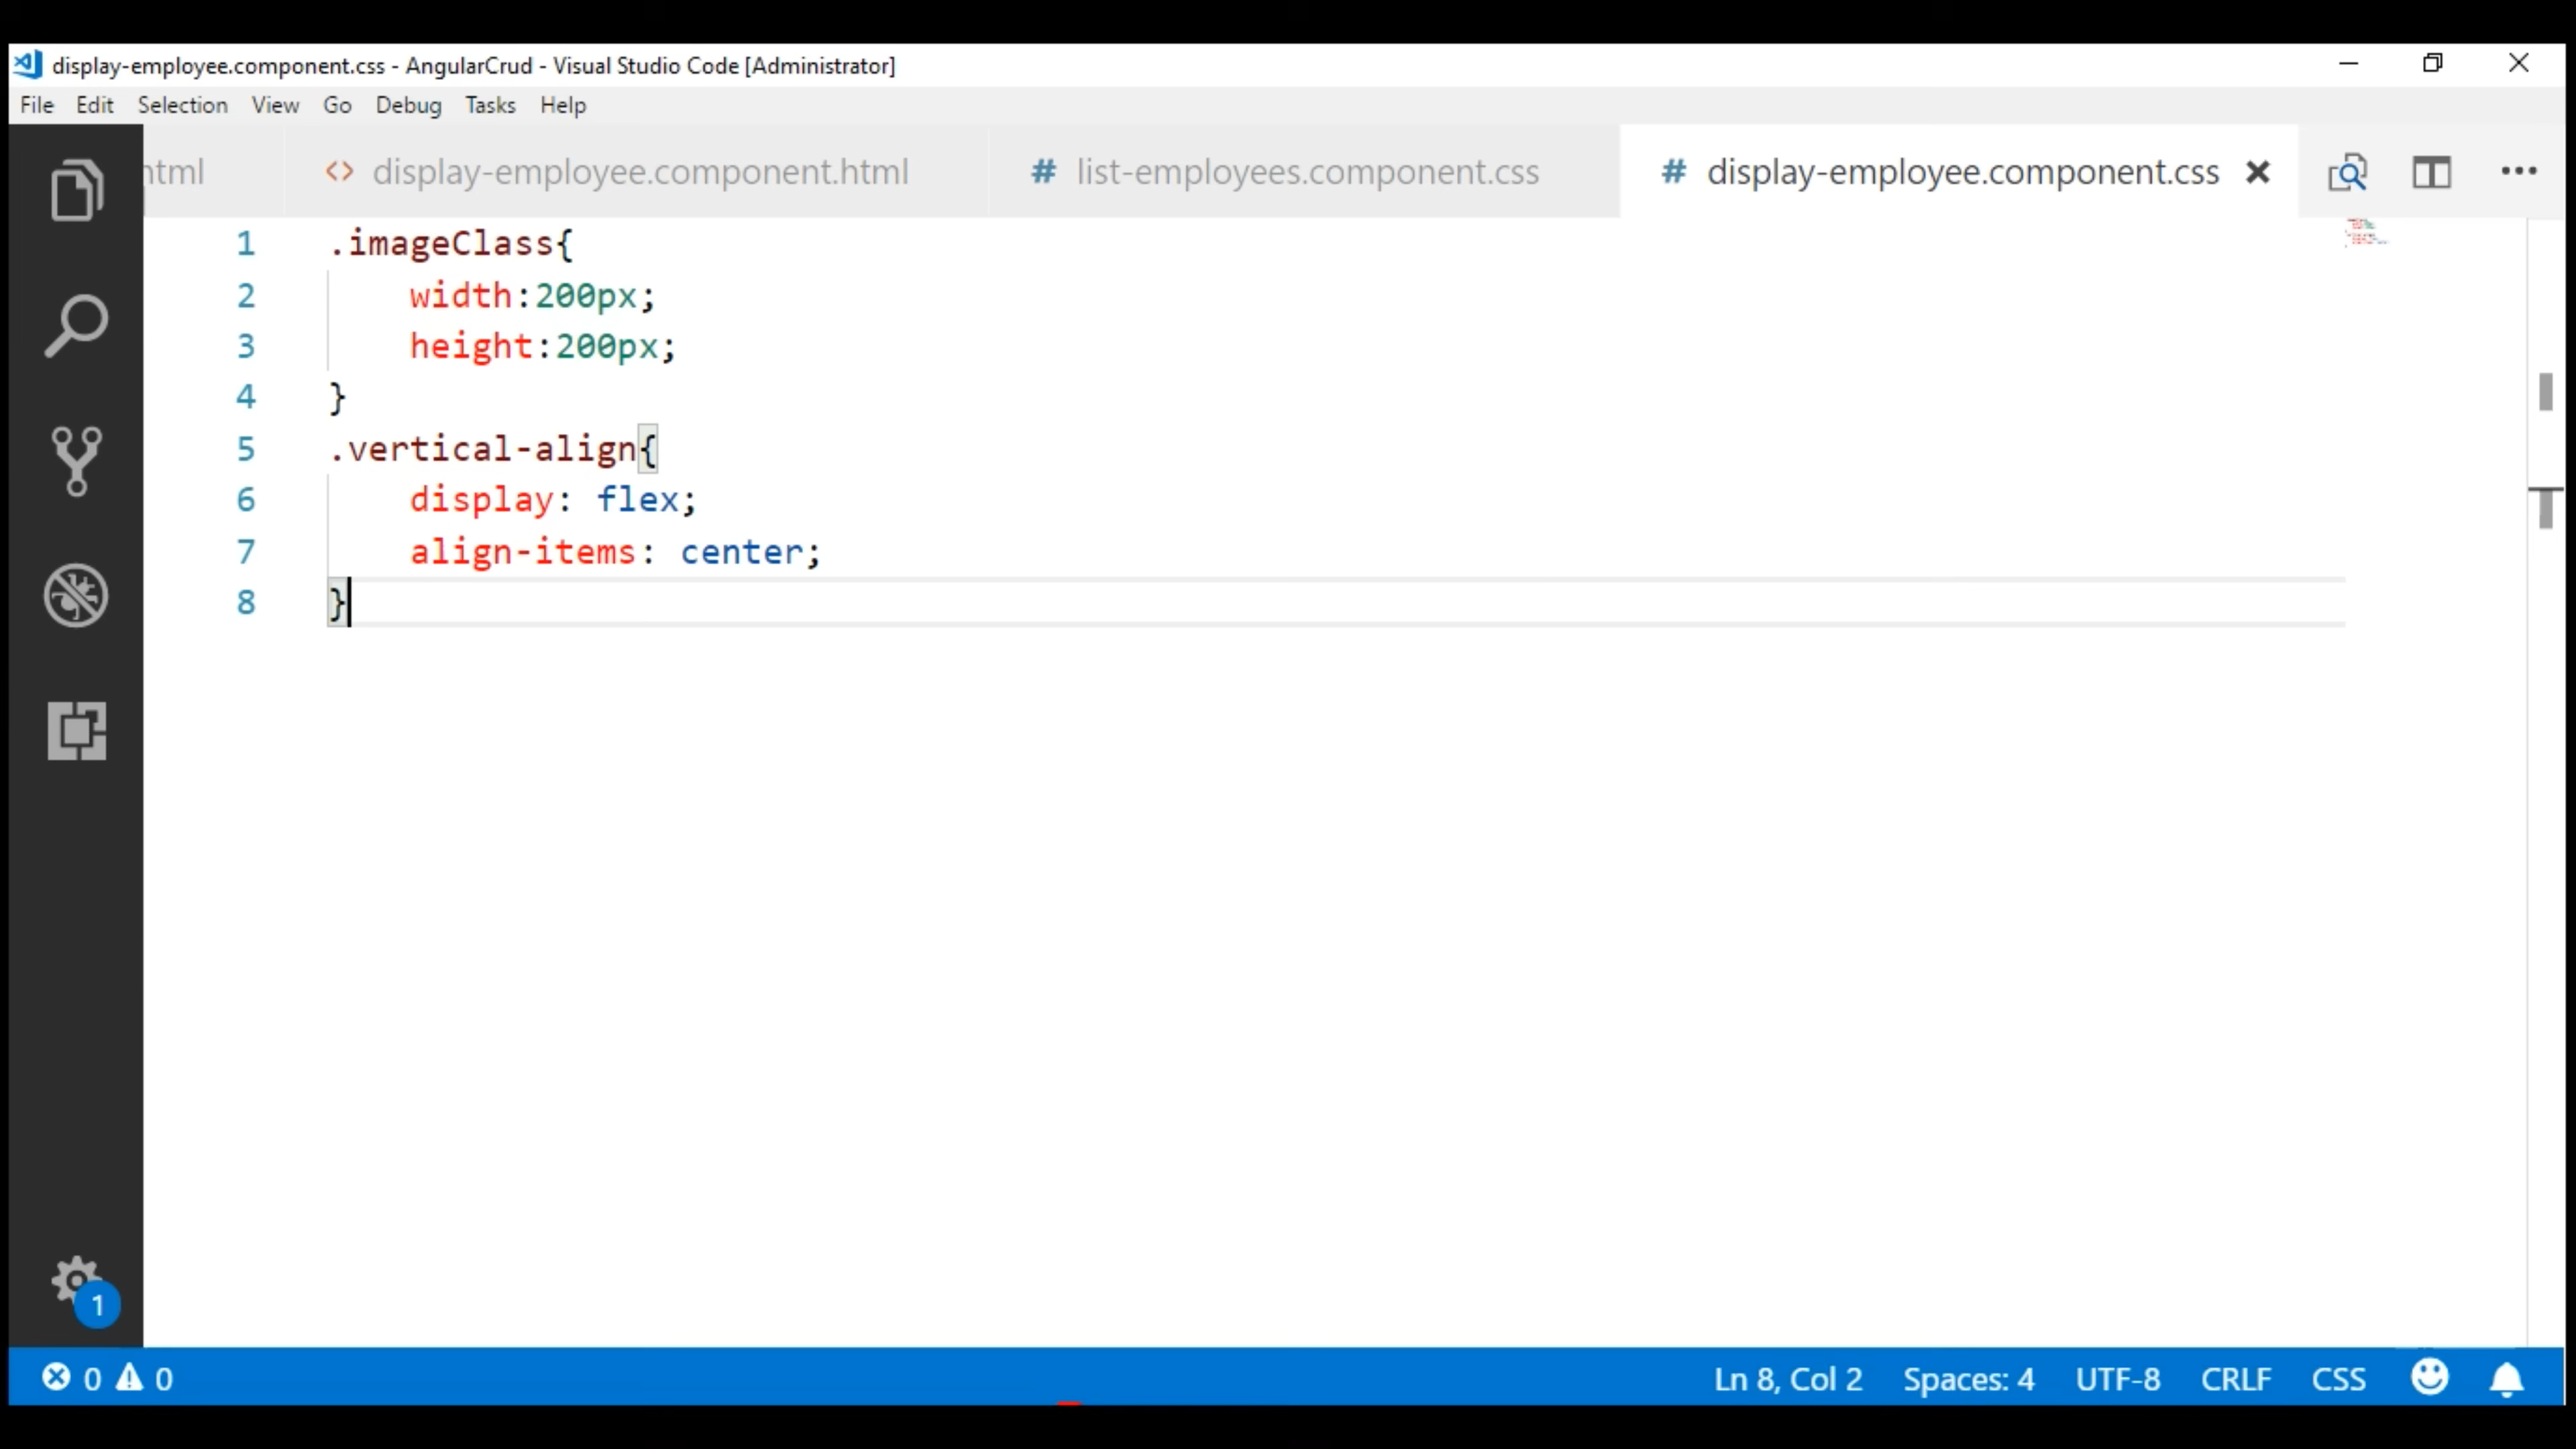 display-employee.component.css - AngularCrud - Visual Studio Code [Administrator]
File Edit Selection View Go Debug Tasks Help
html <> display-employee.component.html # list-employees.component.css # display-employee.component.css
1 .imageClass{
2     width:200px;
3     height:200px;
4 }
5 .vertical-align{
6     display: flex;
7     align-items: center;
8 }
1
0 0 Ln 8, Col 2 Spaces: 4 UTF-8 CRLF CSS